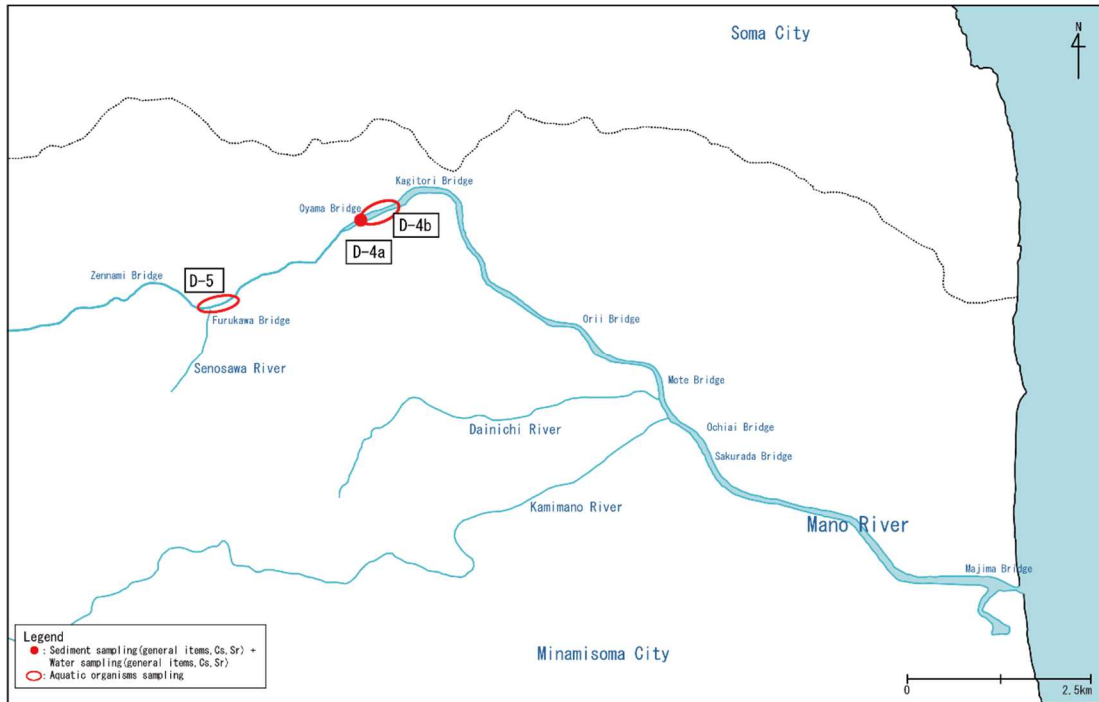 Soma City
N
4
Kagitori Bridge
Oyama Bridge
D-4b
D-4a
Zennami Bridge
D-5
Furukawa Bridge
Orii Bridge
Senosawa River
Mote Bridge
Dainichi River
Ochiai Bridge
Sakurada Bridge
Kamimano River
Mano River
Majima Bridge
Minamisoma City
Legend
: Sediment sampling(general items,Cs,Sr) +
Water sampling(general items,Cs,Sr)
: Aquatic organisms sampling
0
2.5km